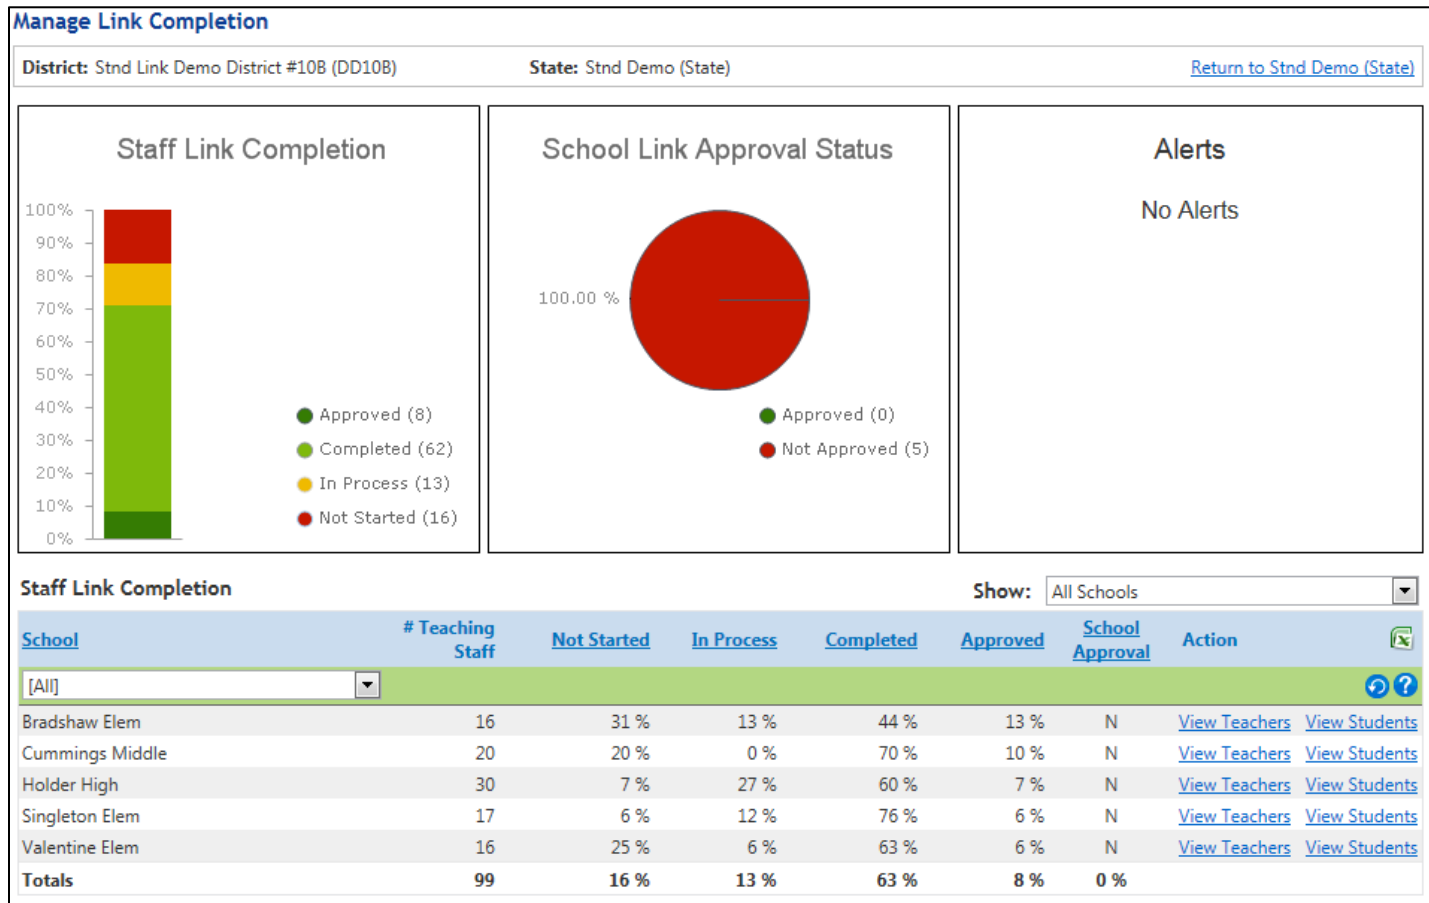 Manage Link Completion
District: Stnd Link Demo District #10B (DD10B) State: Stnd Demo (State) Return to Stnd Demo (State)
Staff Link Completion
100%
90%
80%
70%
60%
50%
40%
30%
20%
10%
0%
Approved (8)
Completed (62)
In Process (13)
Not Started (16)
School Link Approval Status
100.00 %
Approved (0)
Not Approved (5)
Alerts
No Alerts
Staff Link Completion Show: All Schools
School # Teaching Staff Not Started In Process Completed Approved School Approval Action
[All] ?
Bradshaw Elem 16 31 % 13 % 44 % 13 % N View Teachers View Students
Cummings Middle 20 20 % 0 % 70 % 10 % N View Teachers View Students
Holder High 30 7 % 27 % 60 % 7 % N View Teachers View Students
Singleton Elem 17 6 % 12 % 76 % 6 % N View Teachers View Students
Valentine Elem 16 25 % 6 % 63 % 6 % N View Teachers View Students
Totals 99 16 % 13 % 63 % 8 % 0 %